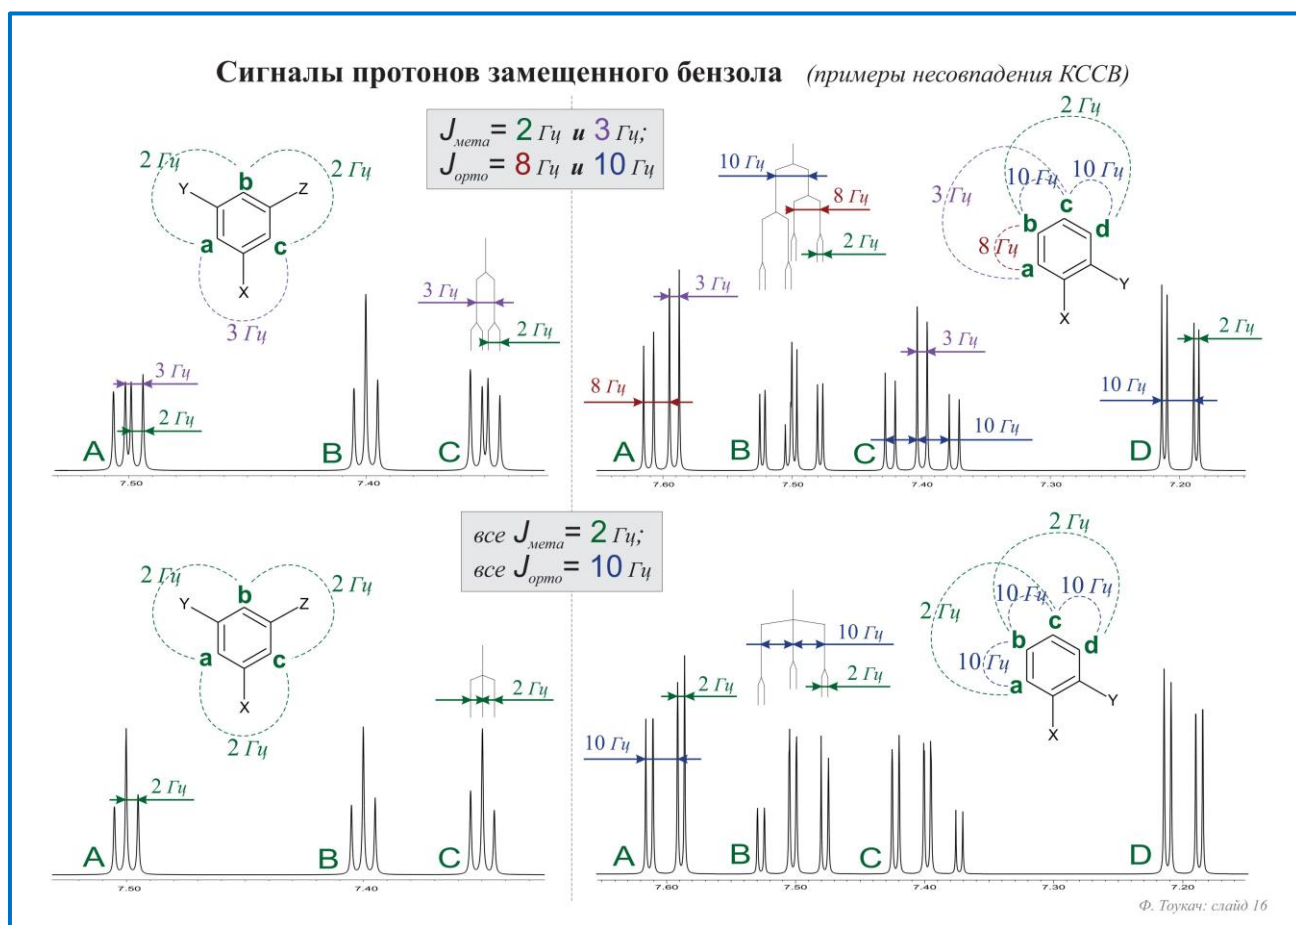 Сигналы протонов замещенного бензола (примеры несовпадения КССВ)
Jмета= 2 Гц и 3 Гц;
Jорто= 8 Гц и 10 Гц
2 Гц
2 Гц
b
Y
Z
a
c
X
3 Гц
3 Гц
2 Гц
3 Гц
2 Гц
A
B
C
7.50
7.40
2 Гц
10 Гц
10 Гц
3 Гц
c
b
d
8 Гц
a
Y
X
10 Гц
8 Гц
2 Гц
3 Гц
8 Гц
3 Гц
10 Гц
2 Гц
10 Гц
A
B
C
D
7.60
7.50
7.40
7.30
7.20
все Jмета= 2 Гц;
все Jорто= 10 Гц
2 Гц
2 Гц
b
Y
Z
a
c
X
2 Гц
2 Гц
2 Гц
A
B
C
7.50
7.40
2 Гц
10 Гц
10 Гц
2 Гц
c
b
d
10 Гц
a
Y
X
10 Гц
2 Гц
2 Гц
10 Гц
A
B
C
D
7.60
7.50
7.40
7.30
7.20
Ф. Тоукач: слайд 16